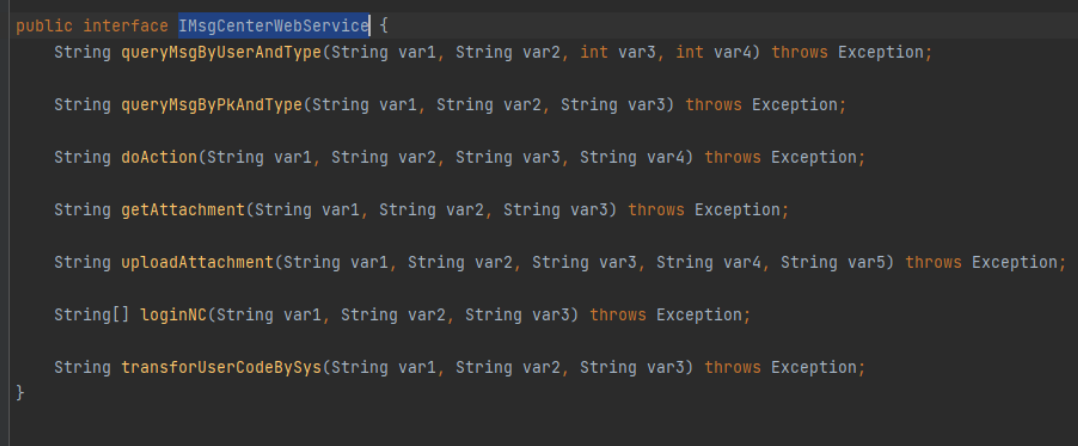 public interface IMsgCenterWebService {
String queryMsgByUserAndType(String var1, String var2, int var3, int var4) throws Exception;
String queryMsgByPkAndType(String var1, String var2, String var3) throws Exception;
String doAction(String var1, String var2, String var3, String var4) throws Exception;
String getAttachment(String var1, String var2, String var3) throws Exception;
String uploadAttachment(String var1, String var2, String var3, String var4, String var5) throws Exception;
String[] loginNC(String var1, String var2, String var3) throws Exception;
String transforUserCodeBySys(String var1, String var2, String var3) throws Exception;
}